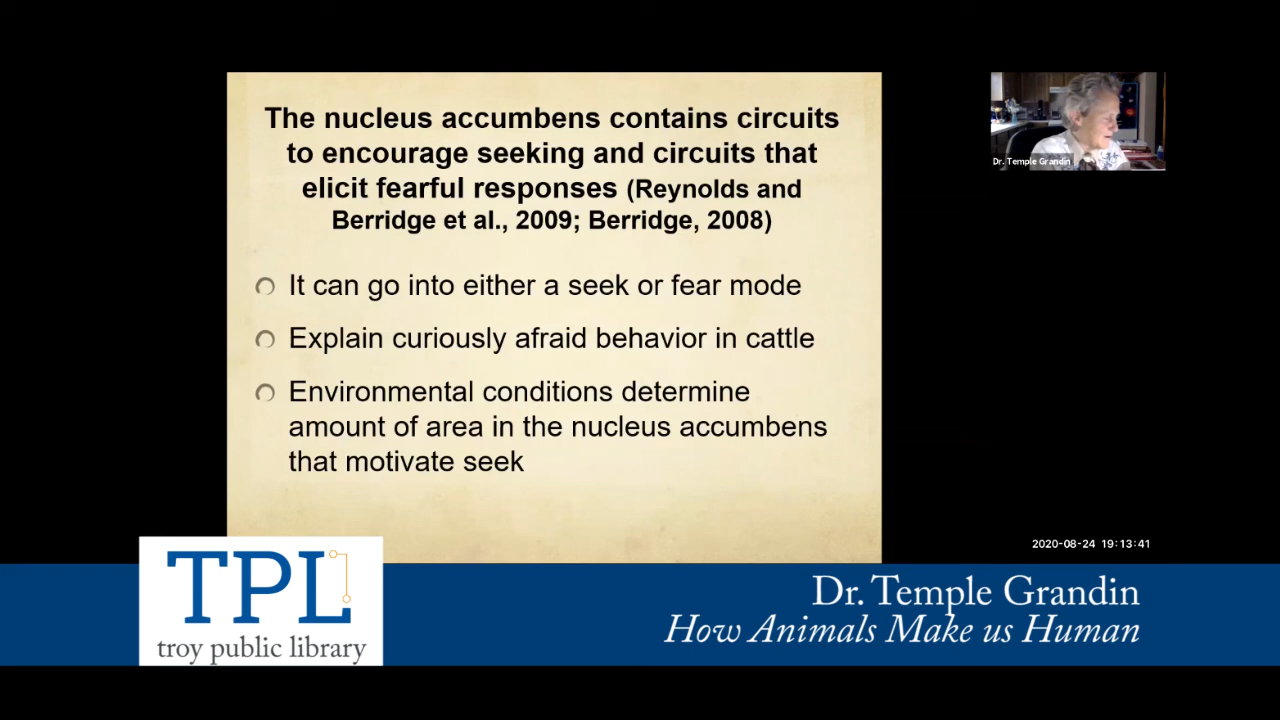 The nucleus accumbens contains circuits
to encourage seeking and circuits that
elicit fearful responses (Reynolds and
Berridge et al., 2009; Berridge, 2008)
It can go into either a seek or fear mode
Explain curiously afraid behavior in cattle
Environmental conditions determine
amount of area in the nucleus accumbens
that motivate seek
Dr. Temple Grandin
2020-08-24 19:13:41
TPL
troy public library
Dr. Temple Grandin
How Animals Make us Human